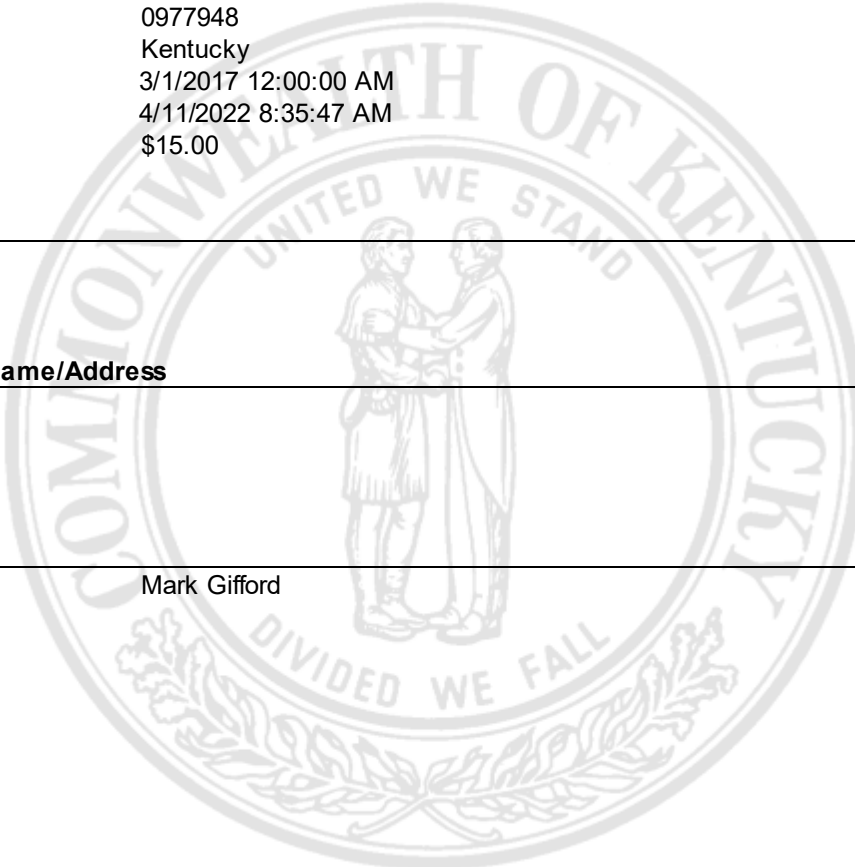 0977948
Kentucky
3/1/2017 12:00:00 AM
4/11/2022 8:35:47 AM
$15.00
COMMONWEALTH OF KENTUCKY
UNITED WE STAND
ame/Address
Mark Gifford
DIVIDED WE FALL